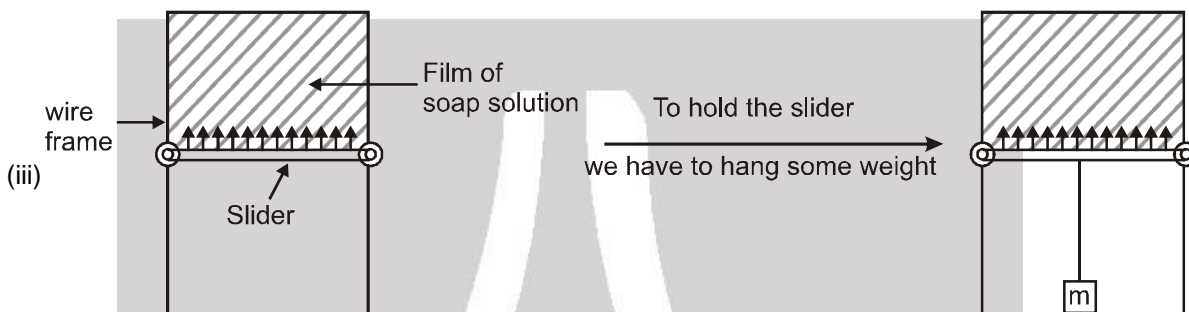 Film of
soap solution
wire
frame
To hold the slider
we have to hang some weight
(iii)
Slider
m